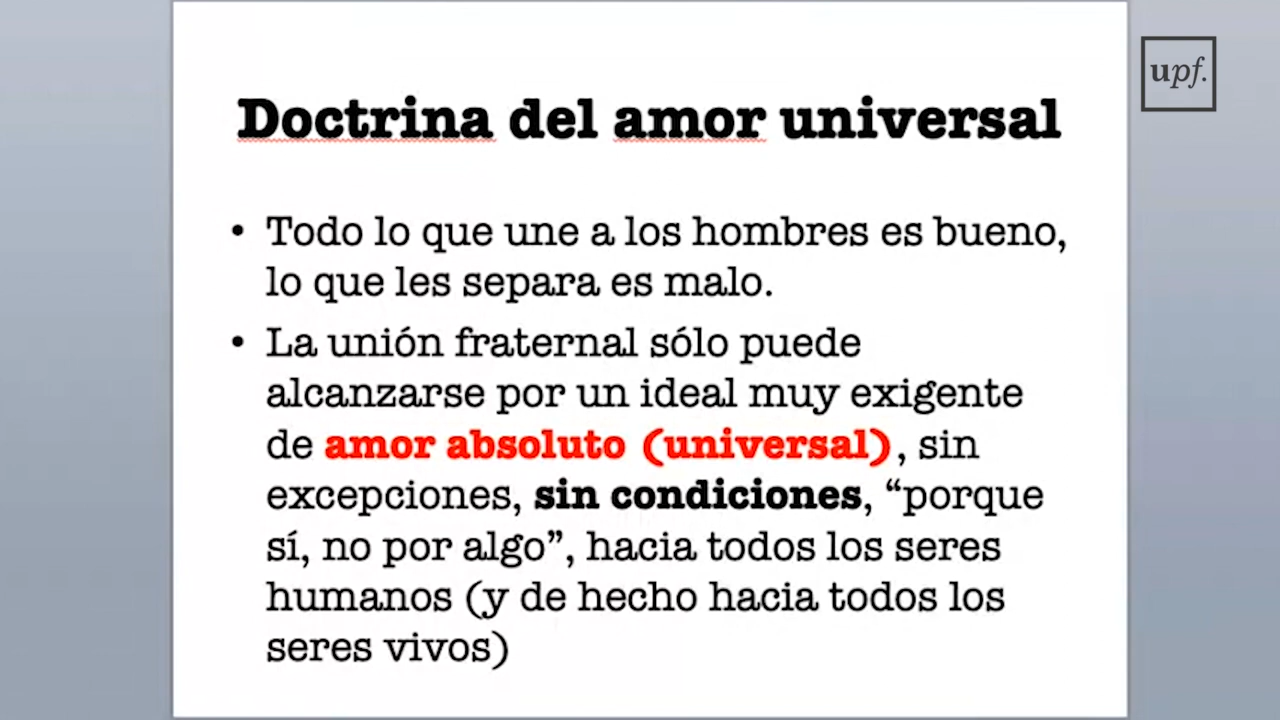 upf.
Doctrina del amor universal
• Todo lo que une a los hombres es bueno,
lo que les separa es malo.
• La unión fraternal sólo puede
alcanzarse por un ideal muy exigente
de amor absoluto (universal), sin
excepciones, sin condiciones, “porque
sí, no por algo”, hacia todos los seres
humanos (y de hecho hacia todos los
seres vivos)